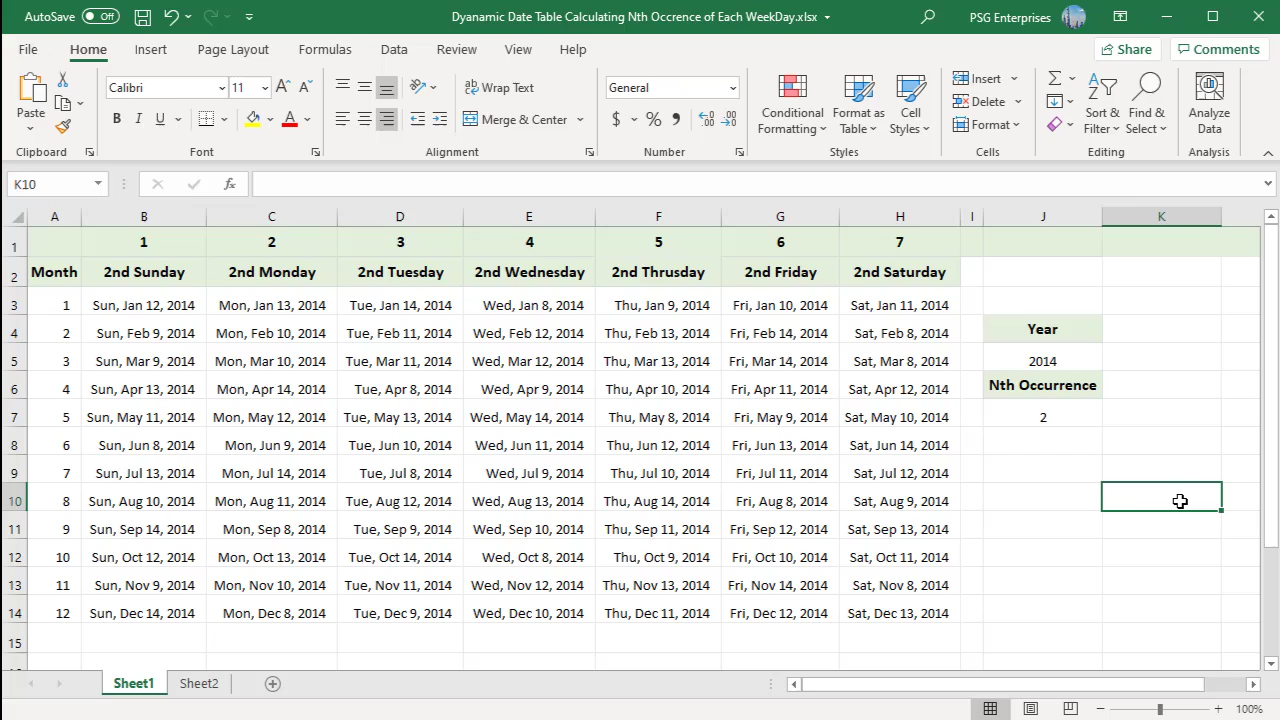 AutoSave Off Dyanamic Date Table Calculating Nth Occrence of Each WeekDay.xlsx PSG Enterprises
File Home Insert Page Layout Formulas Data Review View Help Share Comments
Paste Calibri 11 Wrap Text General Conditional Formatting Format as Table Cell Styles Insert Sort & Filter Find & Select Analyze Data
B I U A Merge & Center $ % Delete
Format
Clipboard Font Alignment Number Styles Cells Editing Analysis
K10 fx
A B C D E F G H I J K
1 1 2 3 4 5 6 7
2 Month 2nd Sunday 2nd Monday 2nd Tuesday 2nd Wednesday 2nd Thrusday 2nd Friday 2nd Saturday
3 1 Sun, Jan 12, 2014 Mon, Jan 13, 2014 Tue, Jan 14, 2014 Wed, Jan 8, 2014 Thu, Jan 9, 2014 Fri, Jan 10, 2014 Sat, Jan 11, 2014
4 2 Sun, Feb 9, 2014 Mon, Feb 10, 2014 Tue, Feb 11, 2014 Wed, Feb 12, 2014 Thu, Feb 13, 2014 Fri, Feb 14, 2014 Sat, Feb 8, 2014 Year
5 3 Sun, Mar 9, 2014 Mon, Mar 10, 2014 Tue, Mar 11, 2014 Wed, Mar 12, 2014 Thu, Mar 13, 2014 Fri, Mar 14, 2014 Sat, Mar 8, 2014 2014
6 4 Sun, Apr 13, 2014 Mon, Apr 14, 2014 Tue, Apr 8, 2014 Wed, Apr 9, 2014 Thu, Apr 10, 2014 Fri, Apr 11, 2014 Sat, Apr 12, 2014 Nth Occurrence
7 5 Sun, May 11, 2014 Mon, May 12, 2014 Tue, May 13, 2014 Wed, May 14, 2014 Thu, May 8, 2014 Fri, May 9, 2014 Sat, May 10, 2014 2
8 6 Sun, Jun 8, 2014 Mon, Jun 9, 2014 Tue, Jun 10, 2014 Wed, Jun 11, 2014 Thu, Jun 12, 2014 Fri, Jun 13, 2014 Sat, Jun 14, 2014
9 7 Sun, Jul 13, 2014 Mon, Jul 14, 2014 Tue, Jul 8, 2014 Wed, Jul 9, 2014 Thu, Jul 10, 2014 Fri, Jul 11, 2014 Sat, Jul 12, 2014
10 8 Sun, Aug 10, 2014 Mon, Aug 11, 2014 Tue, Aug 12, 2014 Wed, Aug 13, 2014 Thu, Aug 14, 2014 Fri, Aug 8, 2014 Sat, Aug 9, 2014
11 9 Sun, Sep 14, 2014 Mon, Sep 8, 2014 Tue, Sep 9, 2014 Wed, Sep 10, 2014 Thu, Sep 11, 2014 Fri, Sep 12, 2014 Sat, Sep 13, 2014
12 10 Sun, Oct 12, 2014 Mon, Oct 13, 2014 Tue, Oct 14, 2014 Wed, Oct 8, 2014 Thu, Oct 9, 2014 Fri, Oct 10, 2014 Sat, Oct 11, 2014
13 11 Sun, Nov 9, 2014 Mon, Nov 10, 2014 Tue, Nov 11, 2014 Wed, Nov 12, 2014 Thu, Nov 13, 2014 Fri, Nov 14, 2014 Sat, Nov 8, 2014
14 12 Sun, Dec 14, 2014 Mon, Dec 8, 2014 Tue, Dec 9, 2014 Wed, Dec 10, 2014 Thu, Dec 11, 2014 Fri, Dec 12, 2014 Sat, Dec 13, 2014
15
Sheet1 Sheet2
100%